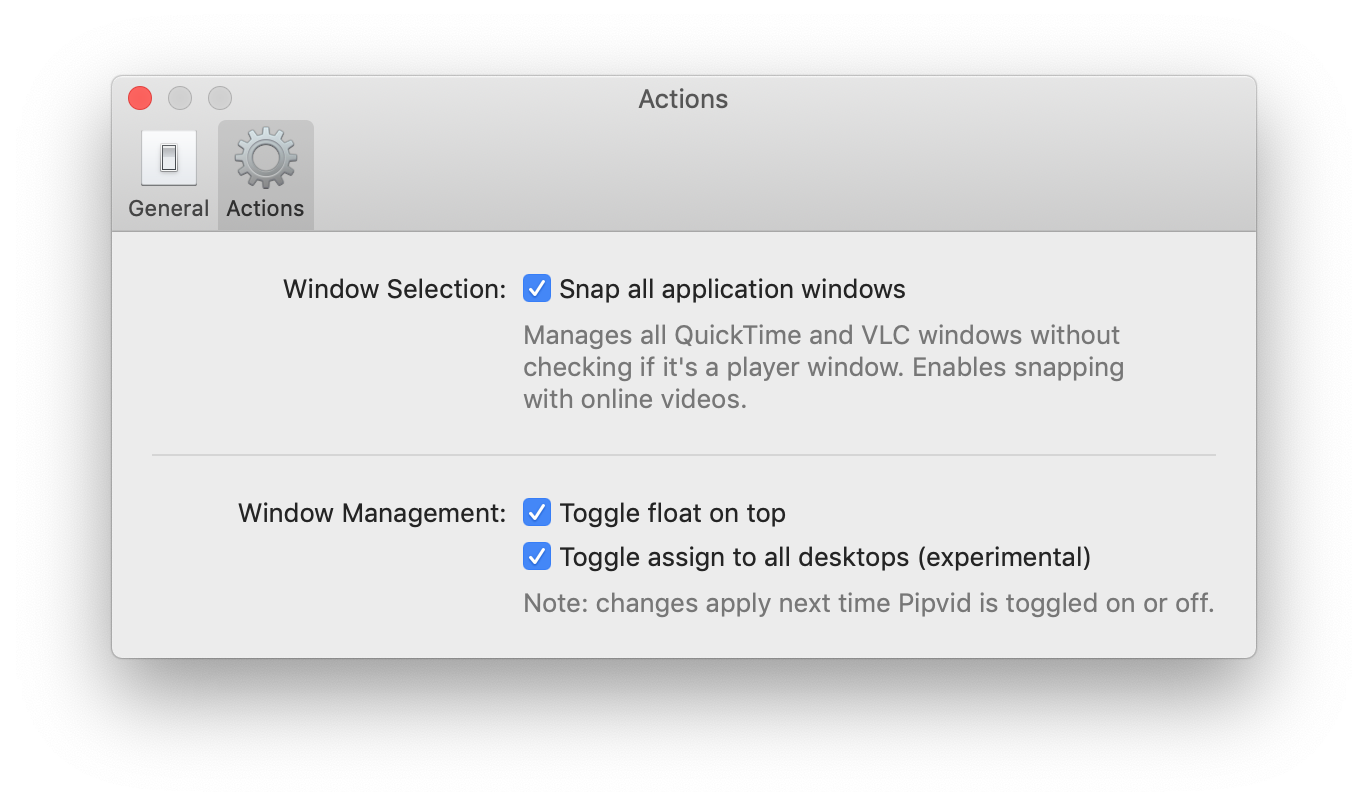 Actions
General
Actions
Window Selection:
Snap all application windows
Manages all QuickTime and VLC windows without
checking if it's a player window. Enables snapping
with online videos.
Window Management:
Toggle float on top
Toggle assign to all desktops (experimental)
Note: changes apply next time Pipvid is toggled on or off.